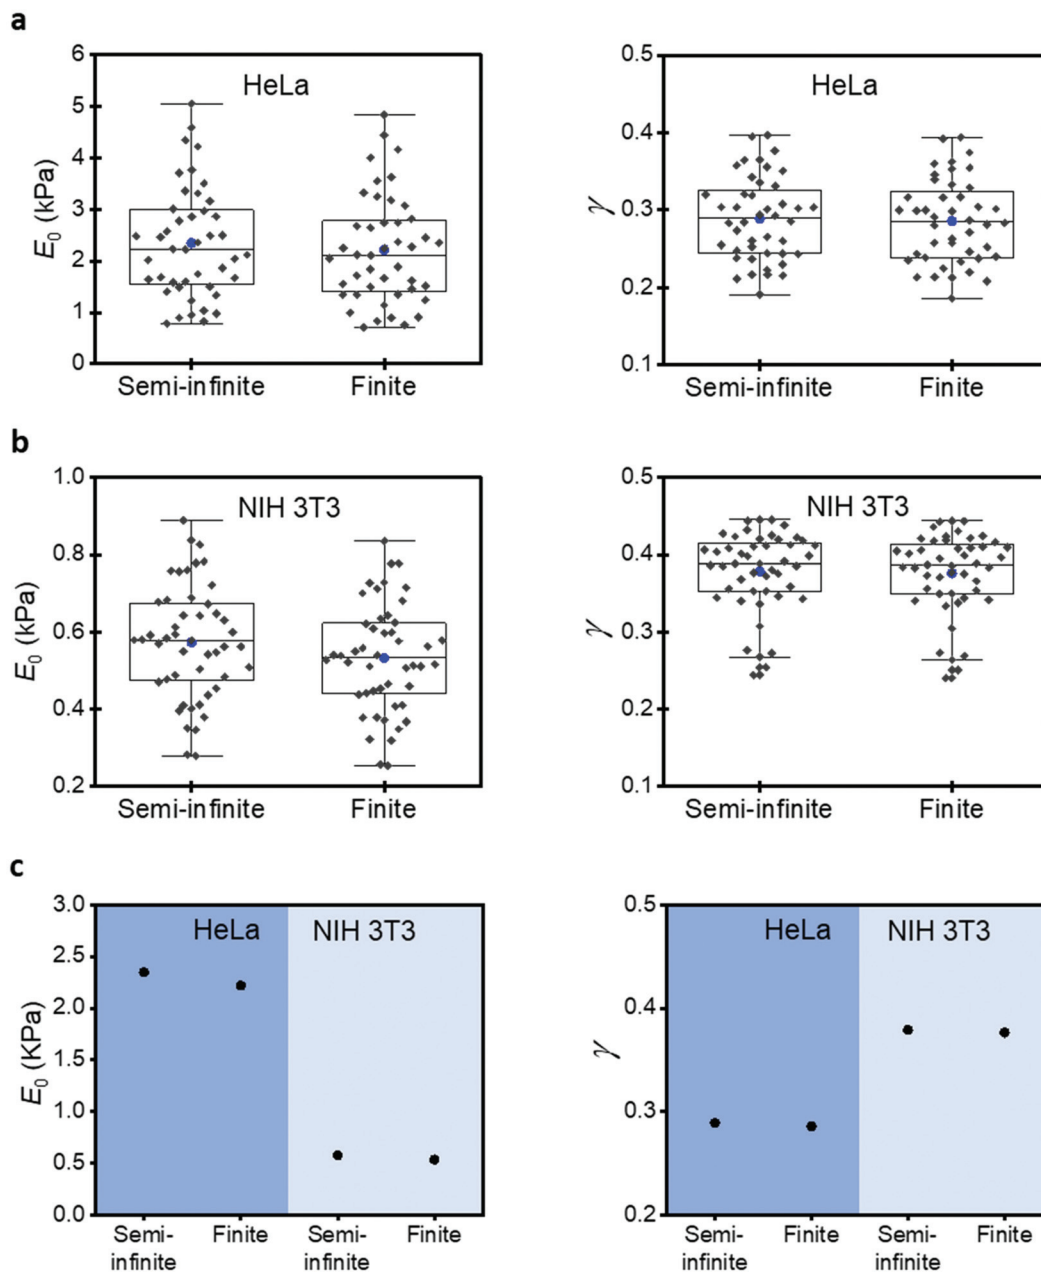 a
6
5
4
3
2
1
0
E0 (kPa)
HeLa
Semi-infinite Finite
0.5
0.4
0.3
0.2
0.1
γ
HeLa
Semi-infinite Finite
b
1.0
0.8
0.6
0.4
0.2
E0 (kPa)
NIH 3T3
Semi-infinite Finite
0.5
0.4
0.3
0.2
0.1
γ
NIH 3T3
Semi-infinite Finite
c
3.0
2.5
2.0
1.5
1.0
0.5
0.0
E0 (KPa)
HeLa NIH 3T3
Semi- Finite Semi- Finite
infinite infinite
0.5
0.4
0.3
0.2
γ
HeLa NIH 3T3
Semi- Finite Semi- Finite
infinite infinite